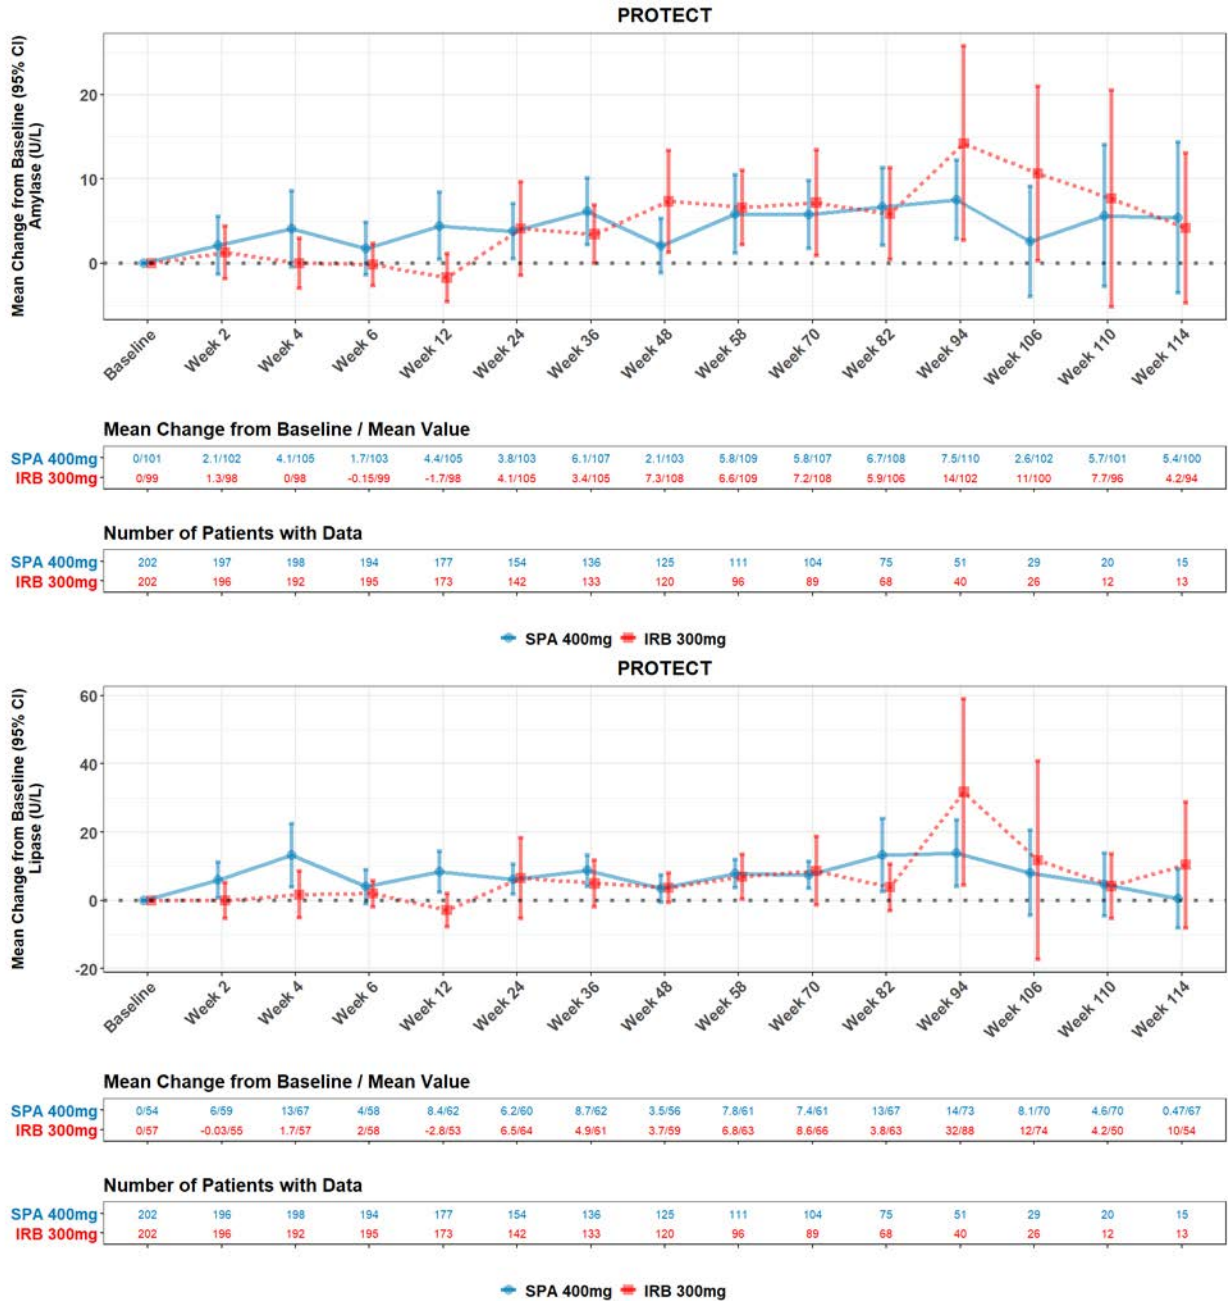 PROTECT
Mean Change from Baseline (95% CI)
Amylase (U/L)
20
10
0
Baseline Week 2 Week 4 Week 6 Week 12 Week 24 Week 36 Week 48 Week 58 Week 70 Week 82 Week 94 Week 106 Week 110 Week 114
Mean Change from Baseline / Mean Value
SPA 400mg 0/101 2.1/102 4.1/105 1.7/103 4.4/105 3.8/103 6.1/107 2.1/103 5.8/109 5.8/107 6.7/108 7.5/110 2.6/102 5.7/101 5.4/100
IRB 300mg 0/99 1.3/98 0/98 -0.15/99 -1.7/98 4.1/105 3.4/105 7.3/108 6.6/109 7.2/108 5.9/106 14/102 11/100 7.7/96 4.2/94
Number of Patients with Data
SPA 400mg 202 197 198 194 177 154 136 125 111 104 75 51 29 20 15
IRB 300mg 202 196 192 195 173 142 133 120 96 89 68 40 26 12 13
SPA 400mg IRB 300mg
PROTECT
Mean Change from Baseline (95% CI)
Lipase (U/L)
60
40
20
0
-20
Baseline Week 2 Week 4 Week 6 Week 12 Week 24 Week 36 Week 48 Week 58 Week 70 Week 82 Week 94 Week 106 Week 110 Week 114
Mean Change from Baseline / Mean Value
SPA 400mg 0/54 6/59 13/67 4/58 8.4/62 6.2/60 8.7/62 3.5/56 7.8/61 7.4/61 13/67 14/73 8.1/70 4.6/70 0.47/67
IRB 300mg 0/57 -0.03/55 1.7/57 2/58 -2.8/53 6.5/64 4.9/61 3.7/59 6.8/63 8.6/66 3.8/63 32/88 12/74 4.2/50 10/54
Number of Patients with Data
SPA 400mg 202 196 198 194 177 154 136 125 111 104 75 51 29 20 15
IRB 300mg 202 196 192 195 173 142 133 120 96 89 68 40 26 12 13
SPA 400mg IRB 300mg